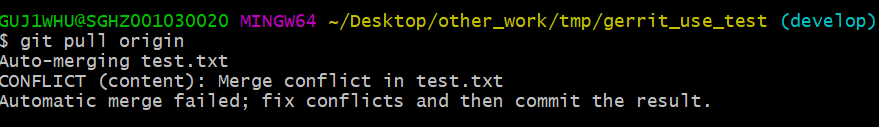 GUJ1WHU@SGHZ001030020 MINGW64 ~/Desktop/other_work/tmp/gerrit_use_test (develop)
$ git pull origin
Auto-merging test.txt
CONFLICT (content): Merge conflict in test.txt
Automatic merge failed; fix conflicts and then commit the result.